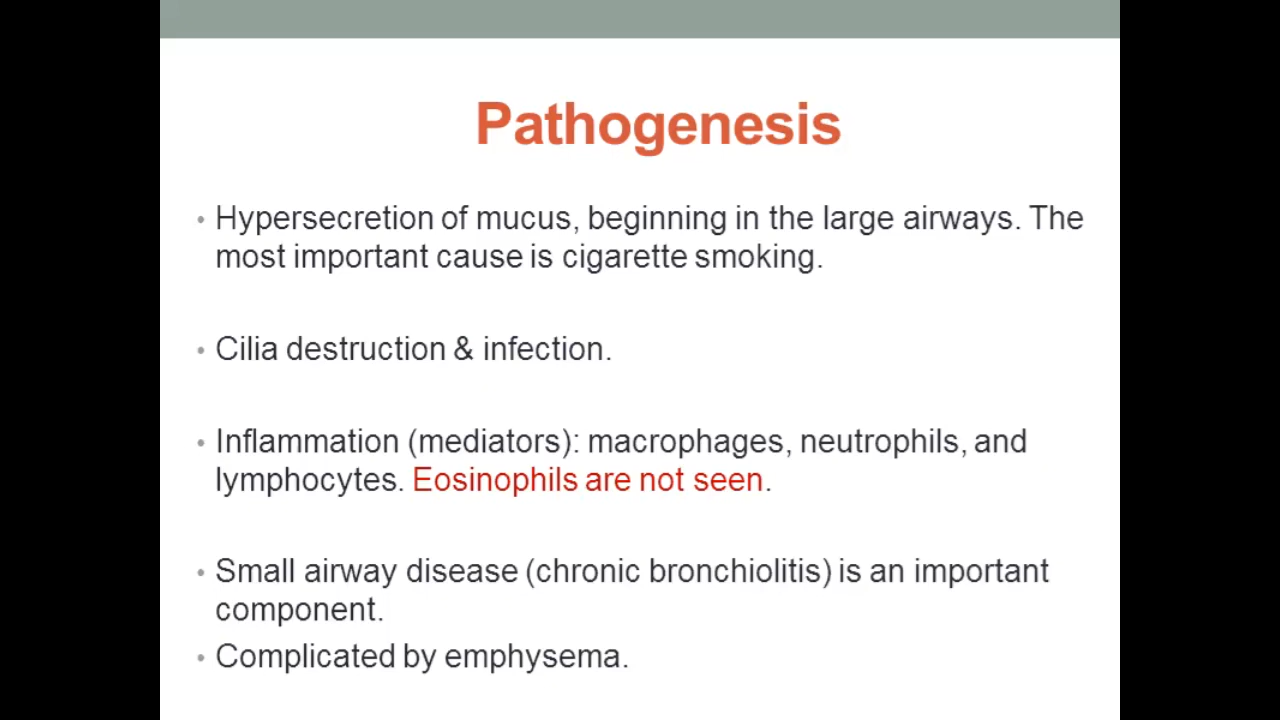 Pathogenesis
• Hypersecretion of mucus, beginning in the large airways. The
most important cause is cigarette smoking.
• Cilia destruction & infection.
• Inflammation (mediators): macrophages, neutrophils, and
lymphocytes. Eosinophils are not seen.
• Small airway disease (chronic bronchiolitis) is an important
component.
• Complicated by emphysema.